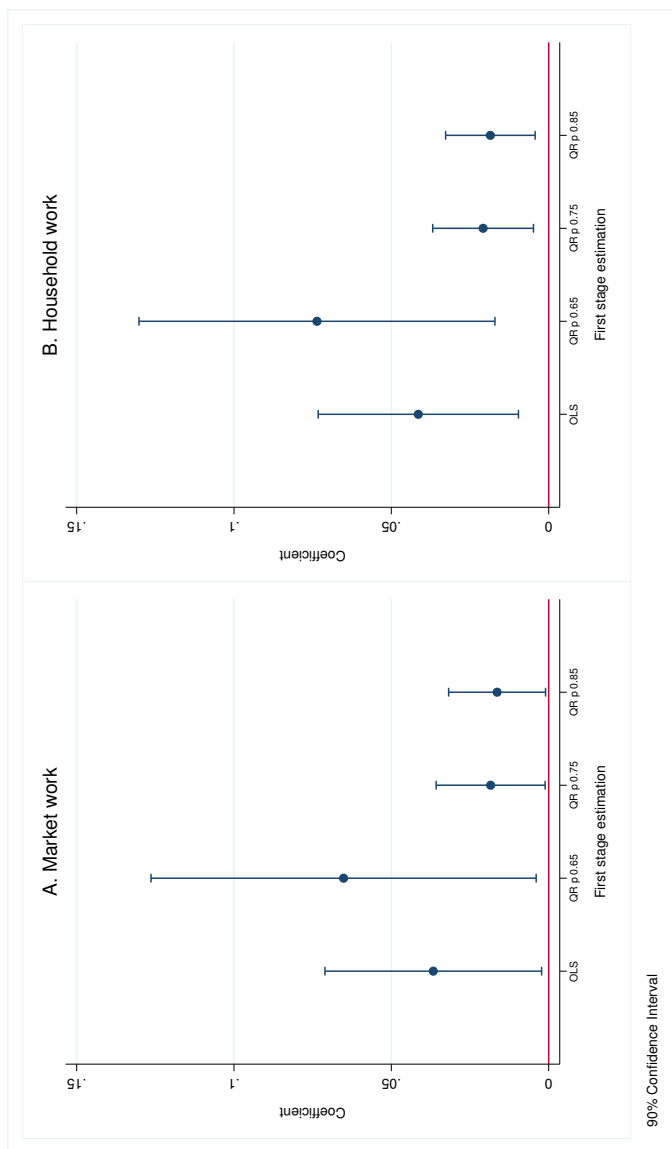 A. Market work
.15
.1
.05
0
Coefficient
OLS
QR p 0.65
QR p 0.75
QR p 0.85
First stage estimation
B. Household work
.15
.1
.05
0
Coefficient
OLS
QR p 0.65
QR p 0.75
QR p 0.85
First stage estimation
90% Confidence Interval